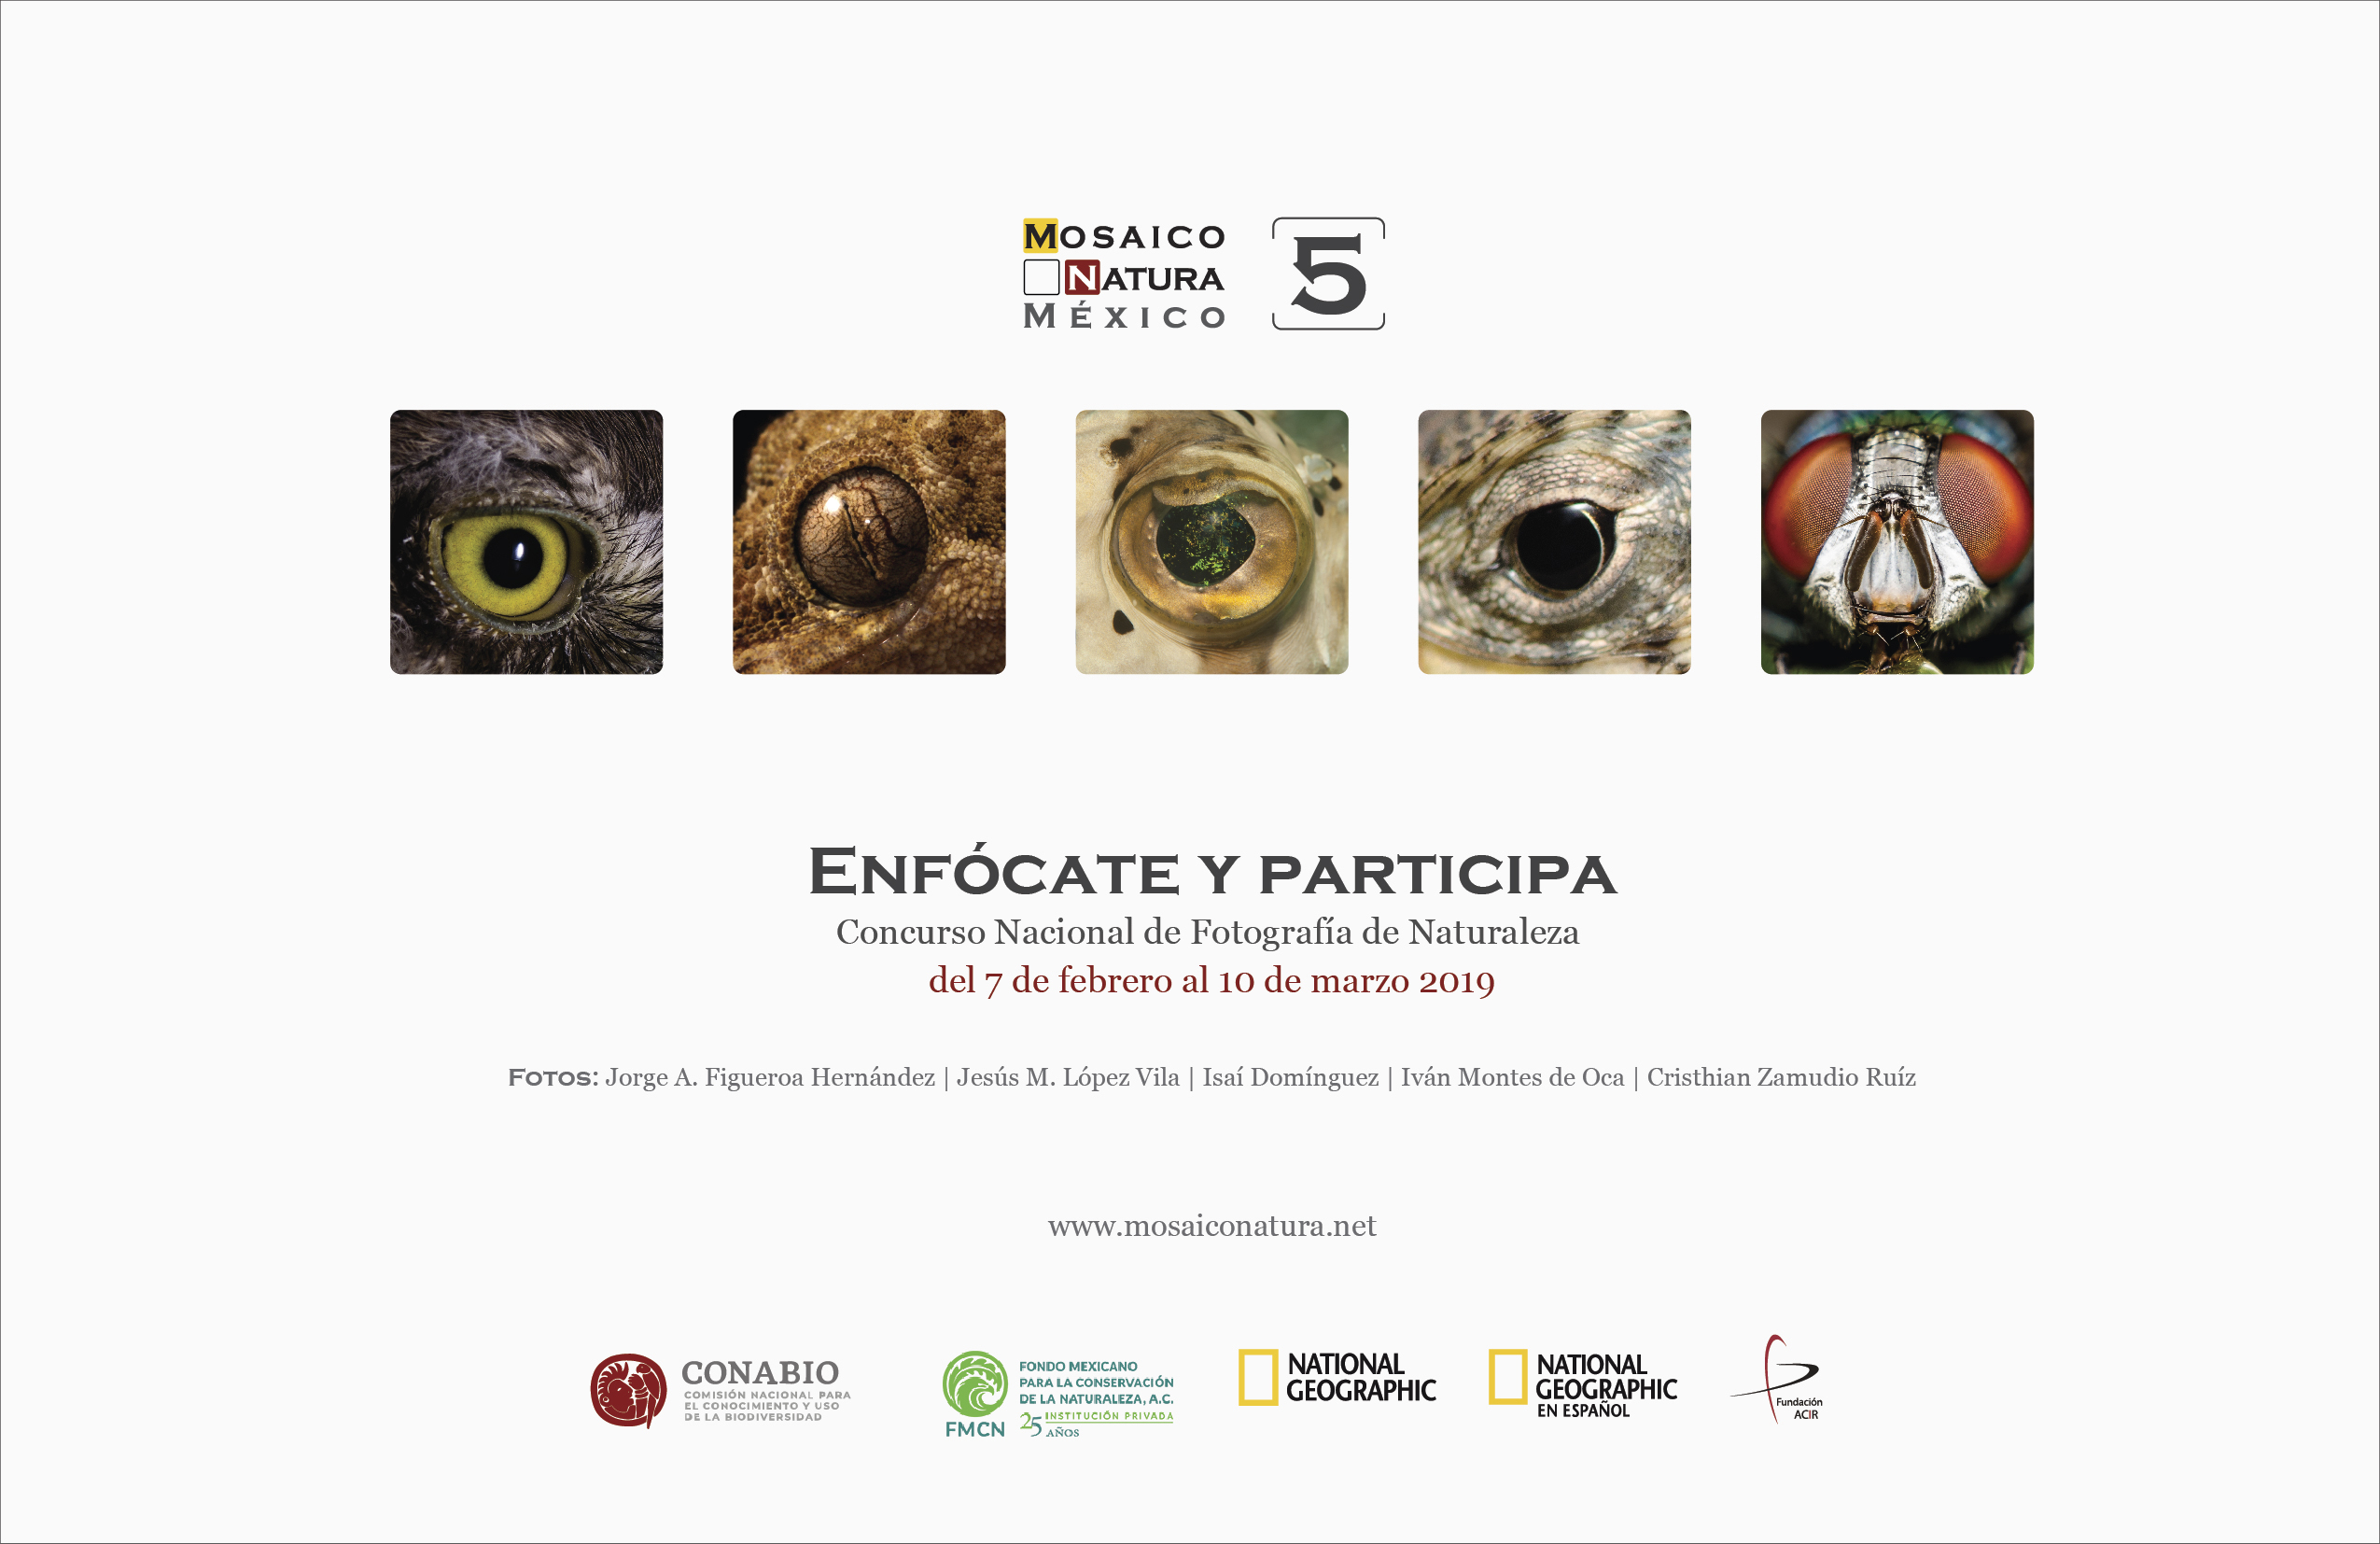 MOSAICO
NATURA
MÉXICO
5
ENFÓCATE Y PARTICIPA
Concurso Nacional de Fotografía de Naturaleza
del 7 de febrero al 10 de marzo 2019
FOTOS: Jorge A. Figueroa Hernández | Jesús M. López Vila | Isaí Domínguez | Iván Montes de Oca | Cristhian Zamudio Ruíz
www.mosaiconatura.net
CONABIO
COMISIÓN NACIONAL PARA
EL CONOCIMIENTO Y USO
DE LA BIODIVERSIDAD
FMCN
FONDO MEXICANO
PARA LA CONSERVACIÓN
DE LA NATURALEZA, A.C.
25 INSTITUCIÓN PRIVADA
AÑOS
NATIONAL
GEOGRAPHIC
NATIONAL
GEOGRAPHIC
EN ESPAÑOL
Fundación
ACIR